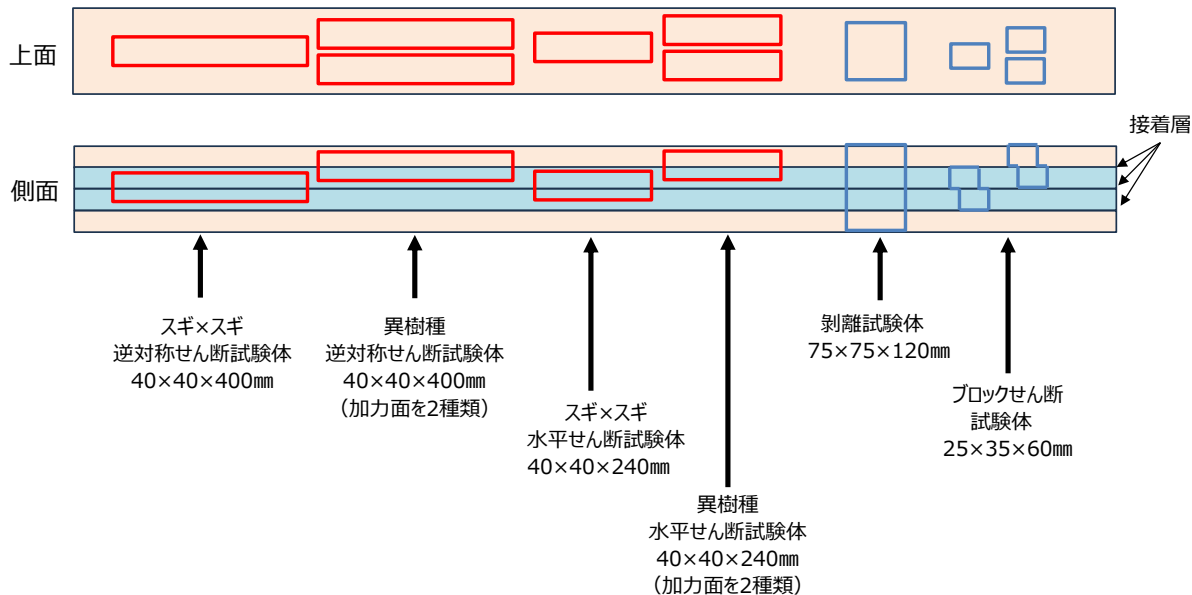 上面
接着層
側面
スギ×スギ
逆対称せん断試験体
40×40×400㎜
異樹種
逆対称せん断試験体
40×40×400㎜
（加力面を2種類）
スギ×スギ
水平せん断試験体
40×40×240㎜
異樹種
水平せん断試験体
40×40×240㎜
（加力面を2種類）
剝離試験体
75×75×120㎜
ブロックせん断
試験体
25×35×60㎜